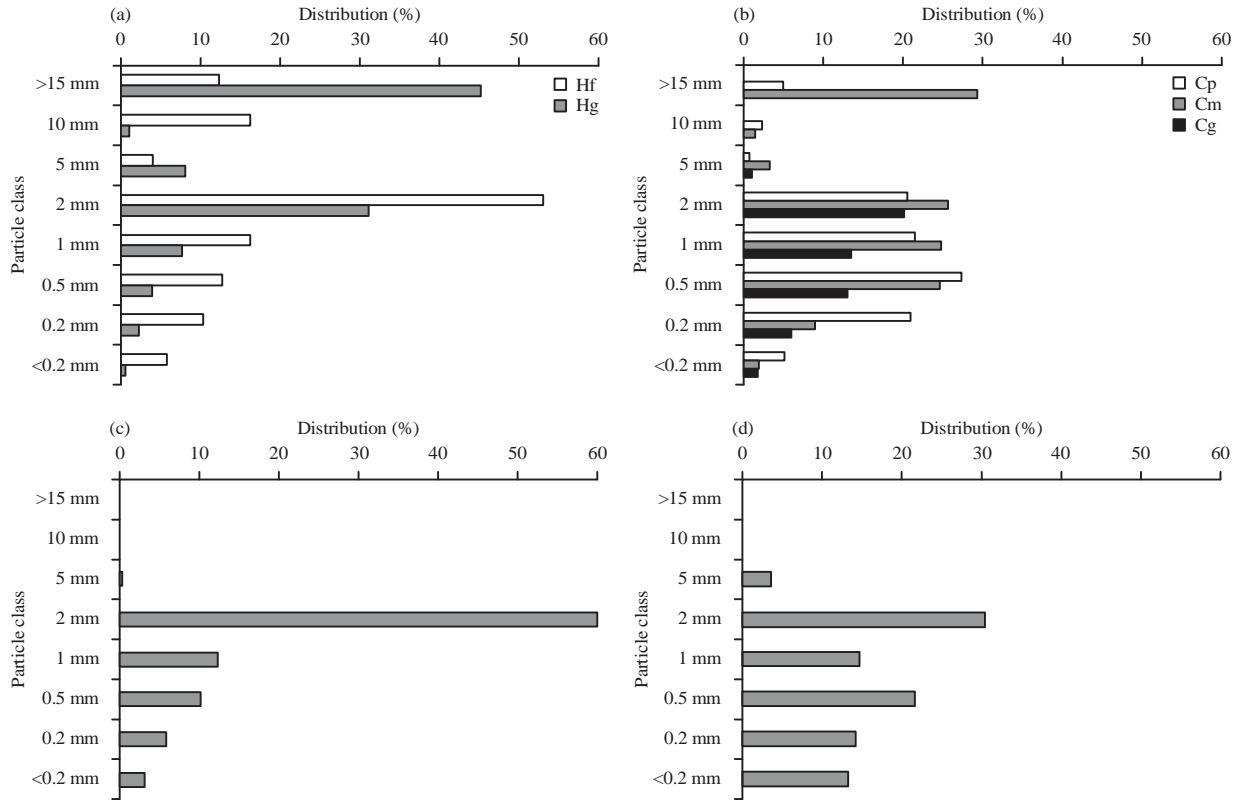 (a) Distribution (%)
0 10 20 30 40 50 60
>15 mm
10 mm
5 mm
2 mm
1 mm
0.5 mm
0.2 mm
<0.2 mm
Particle class
Hf
Hg
(b) Distribution (%)
0 10 20 30 40 50 60
>15 mm
10 mm
5 mm
2 mm
1 mm
0.5 mm
0.2 mm
<0.2 mm
Particle class
Cp
Cm
Cg
(c) Distribution (%)
0 10 20 30 40 50 60
>15 mm
10 mm
5 mm
2 mm
1 mm
0.5 mm
0.2 mm
<0.2 mm
Particle class
(d) Distribution (%)
0 10 20 30 40 50 60
>15 mm
10 mm
5 mm
2 mm
1 mm
0.5 mm
0.2 mm
<0.2 mm
Particle class